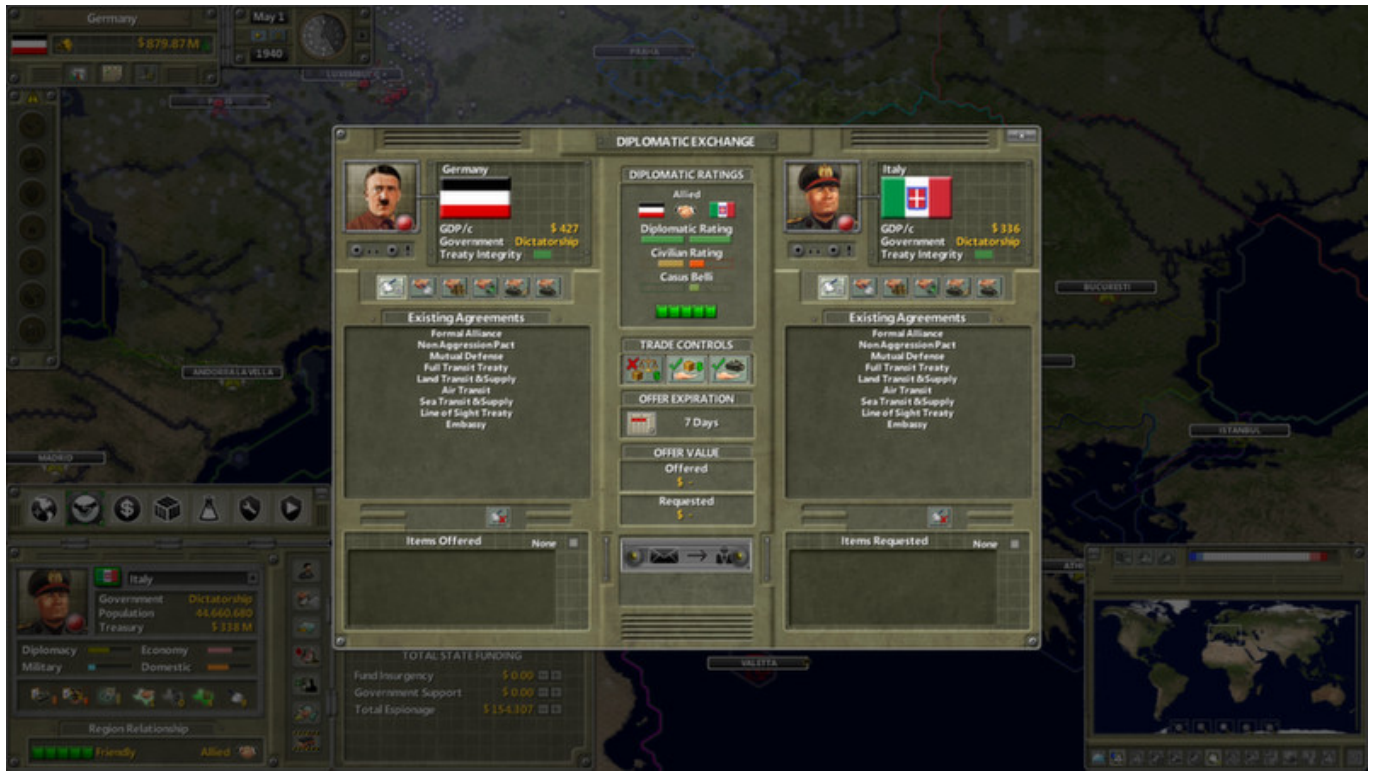 Germany
$ 879.87 M
May 1
1940
PRAHA
LUXEMBURG
DIPLOMATIC EXCHANGE
Germany
GDP/c $ 427
Government Dictatorship
Treaty Integrity
DIPLOMATIC RATINGS
Allied
Diplomatic Rating
Civilian Rating
Casus Belli
Italy
GDP/c $ 336
Government Dictatorship
Treaty Integrity
BUCURESTI
Existing Agreements
Formal Alliance
Non Aggression Pact
Mutual Defense
Full Transit Treaty
Land Transit & Supply
Air Transit
Sea Transit & Supply
Line of Sight Treaty
Embassy
TRADE CONTROLS
OFFER EXPIRATION
7 Days
OFFER VALUE
Offered
$ -
Requested
$ -
Existing Agreements
Formal Alliance
Non Aggression Pact
Mutual Defense
Full Transit Treaty
Land Transit & Supply
Air Transit
Sea Transit & Supply
Line of Sight Treaty
Embassy
ANDORRA LA VELLA
ISTANBUL
MADRID
Items Offered None
Items Requested None
ATH
Italy
Government Dictatorship
Population 44.660.680
Treasury $ 338 M
Diplomacy Economy
Military Domestic
Region Relationship
Friendly Allied
TOTAL STATE FUNDING
Fund Insurgency $ 0.00
Government Support $ 0.00
Total Espionage $ 154.307
VALETTA